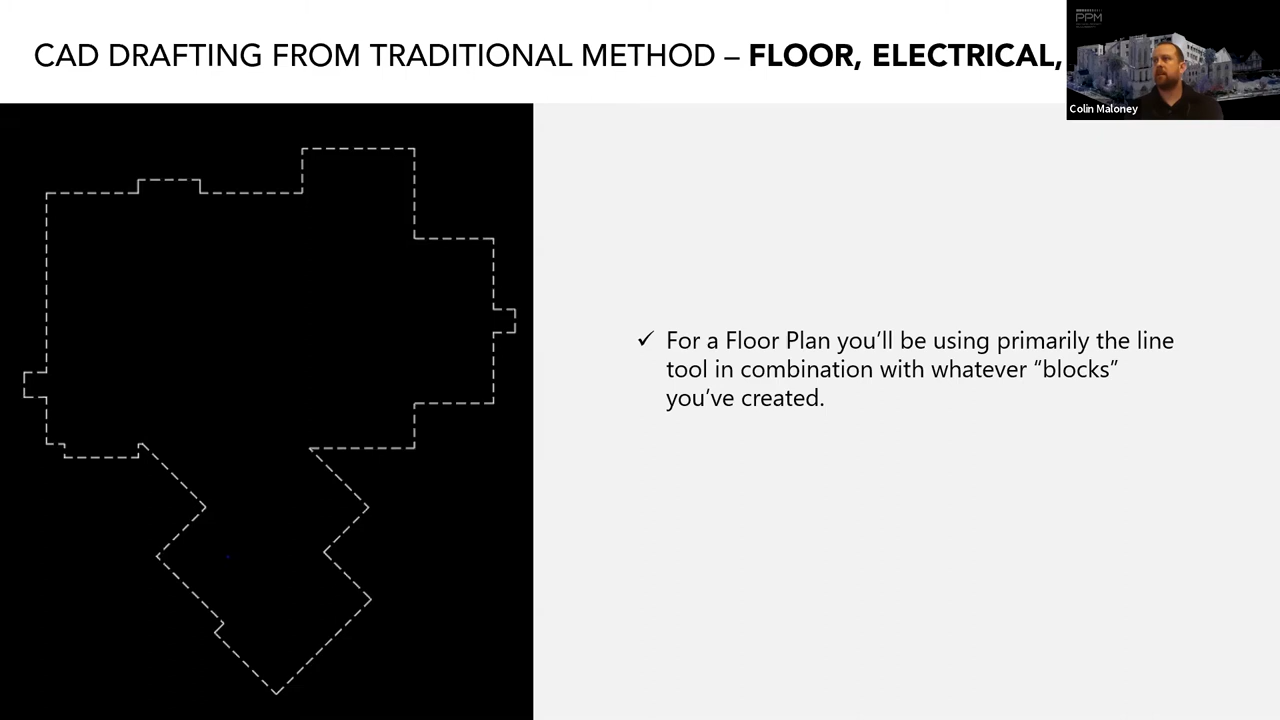 CAD DRAFTING FROM TRADITIONAL METHOD – FLOOR, ELECTRICAL,
PPM
Colin Maloney
✓ For a Floor Plan you’ll be using primarily the line
tool in combination with whatever “blocks”
you’ve created.